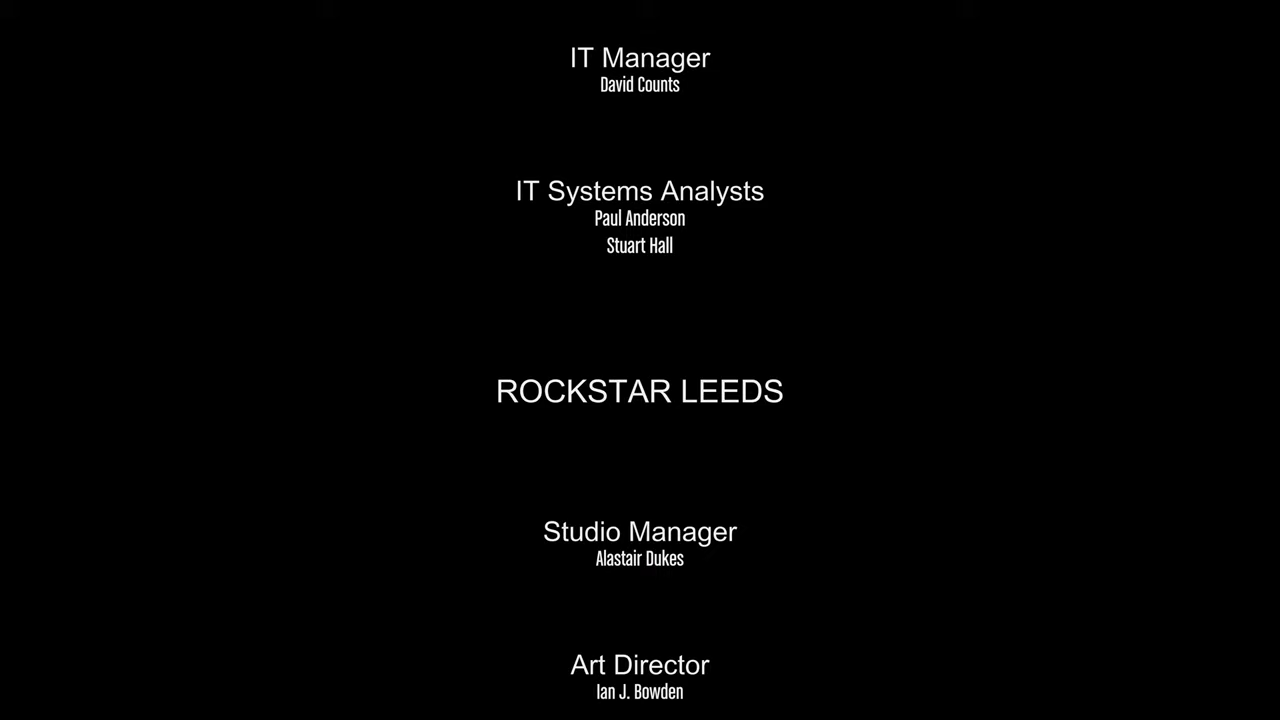 IT Manager
David Counts
IT Systems Analysts
Paul Anderson
Stuart Hall
ROCKSTAR LEEDS
Studio Manager
Alastair Dukes
Art Director
Ian J. Bowden